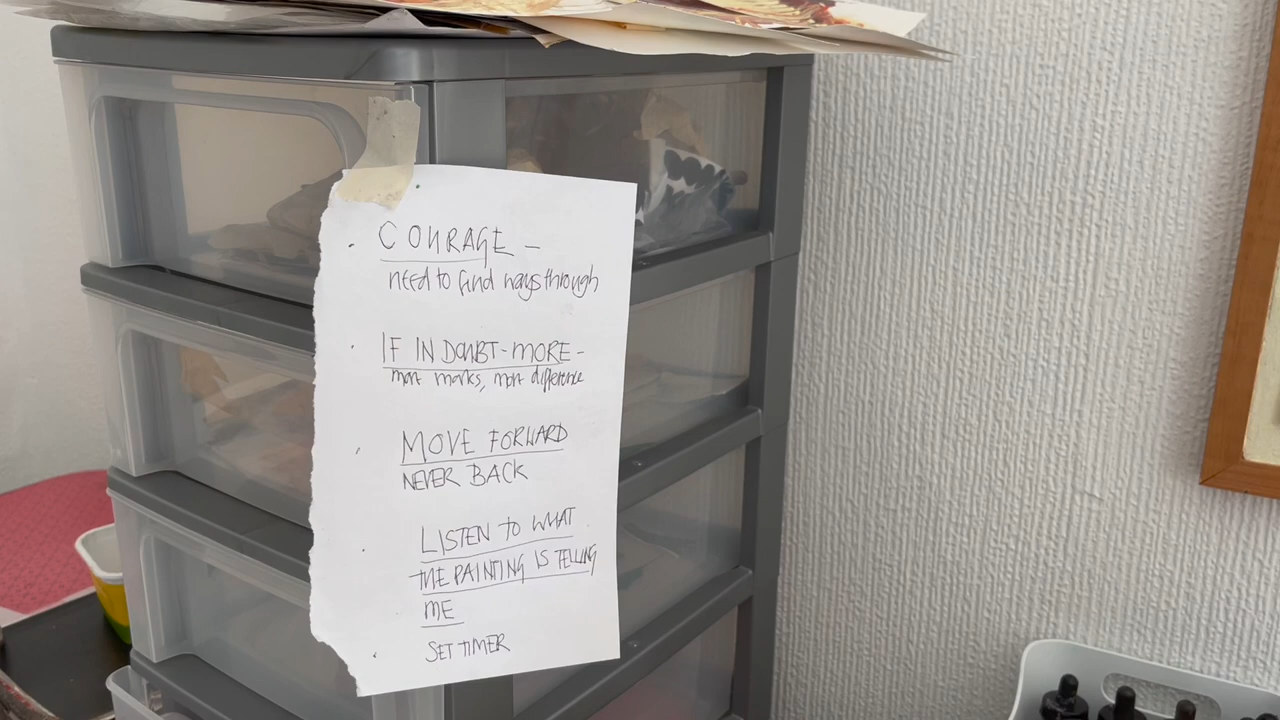 COURAGE -
need to find ways through
IF IN DOUBT - MORE -
more marks, more difference
MOVE FORWARD
NEVER BACK
LISTEN TO WHAT
THE PAINTING IS TELLING
ME
SET TIMER